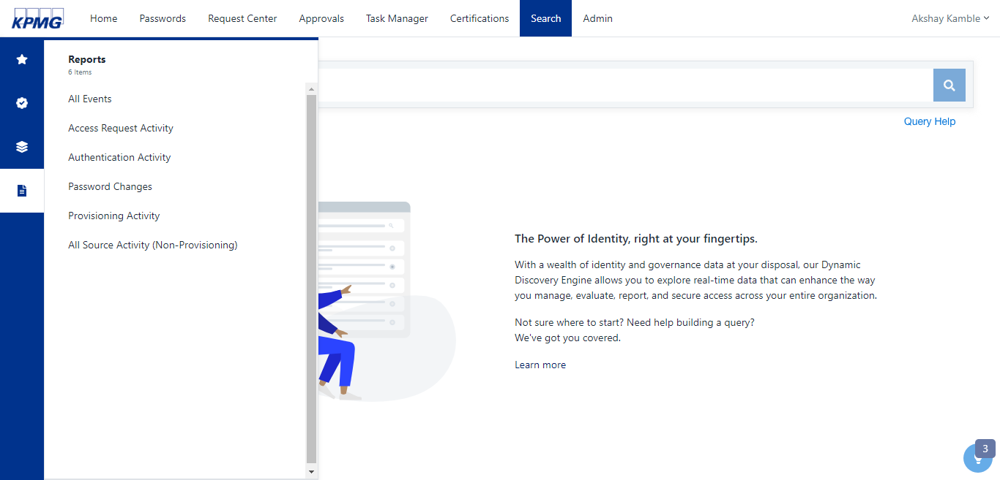 KPMG Home Passwords Request Center Approvals Task Manager Certifications Search Admin Akshay Kamble
Reports
6 Items
All Events
Access Request Activity
Authentication Activity
Password Changes
Provisioning Activity
All Source Activity (Non-Provisioning)
Query Help
The Power of Identity, right at your fingertips.
With a wealth of identity and governance data at your disposal, our Dynamic
Discovery Engine allows you to explore real-time data that can enhance the way
you manage, evaluate, report, and secure access across your entire organization.
Not sure where to start? Need help building a query?
We've got you covered.
Learn more
3